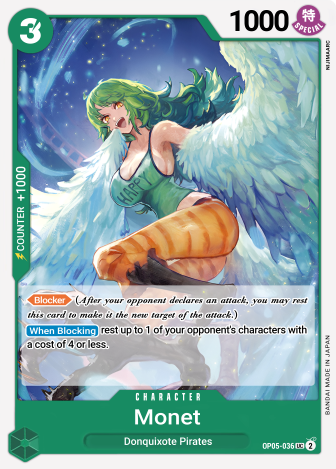 3
1000
特
SPECIAL
NIJIMAARC
COUNTER +1000
HAPPY
Blocker (After your opponent declares an attack, you may rest
this card to make it the new target of the attack.)
When Blocking rest up to 1 of your opponent's characters with
a cost of 4 or less.
BANDAI MADE IN JAPAN
CHARACTER
Monet
Donquixote Pirates
OP05-036 UC 2